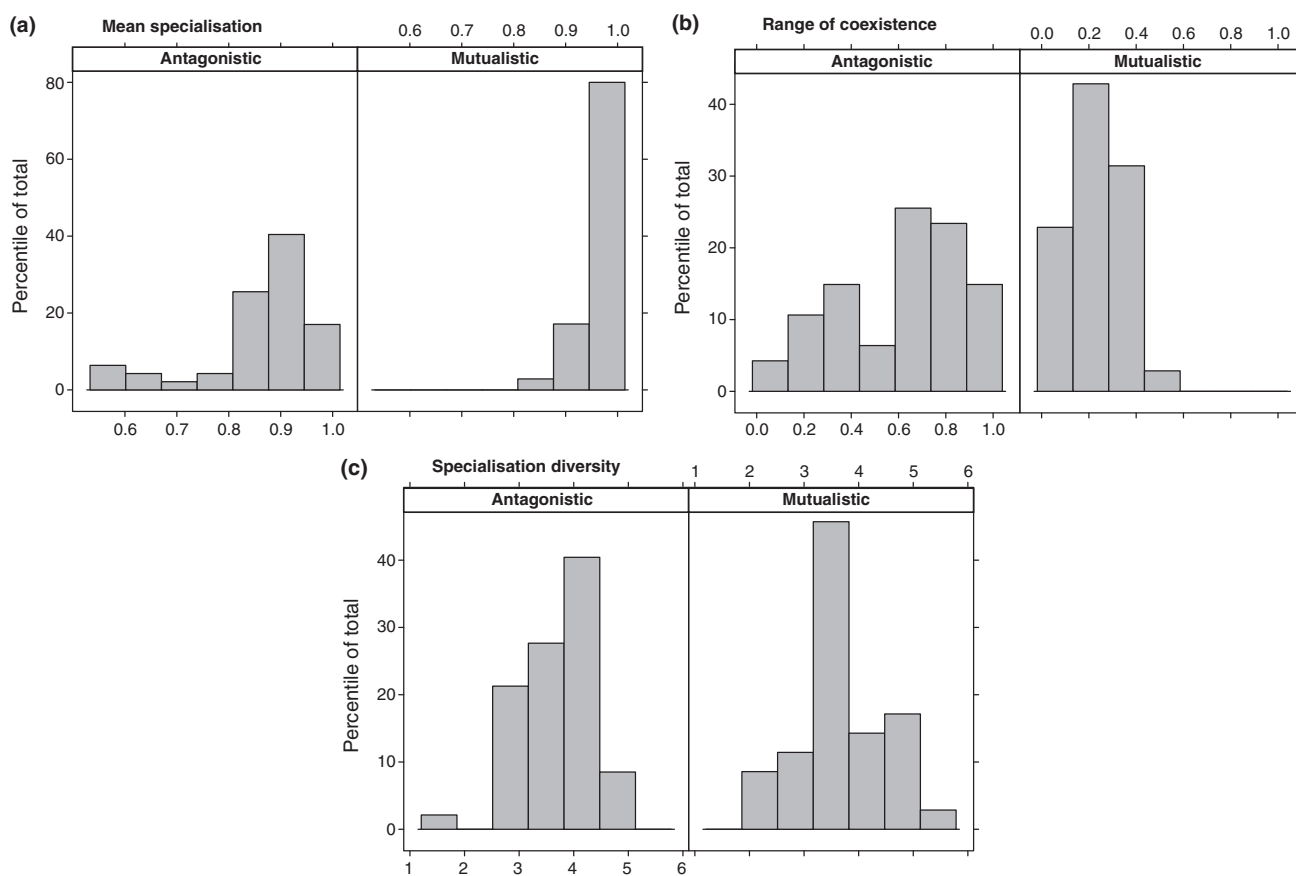 (a) Mean specialisation 0.6 0.7 0.8 0.9 1.0
Antagonistic Mutualistic
Percentile of total
80
60
40
20
0
0.6 0.7 0.8 0.9 1.0
(b) Range of coexistence 0.0 0.2 0.4 0.6 0.8 1.0
Antagonistic Mutualistic
Percentile of total
40
30
20
10
0
0.0 0.2 0.4 0.6 0.8 1.0
(c) Specialisation diversity 1 2 3 4 5 6
Antagonistic Mutualistic
Percentile of total
40
30
20
10
0
1 2 3 4 5 6